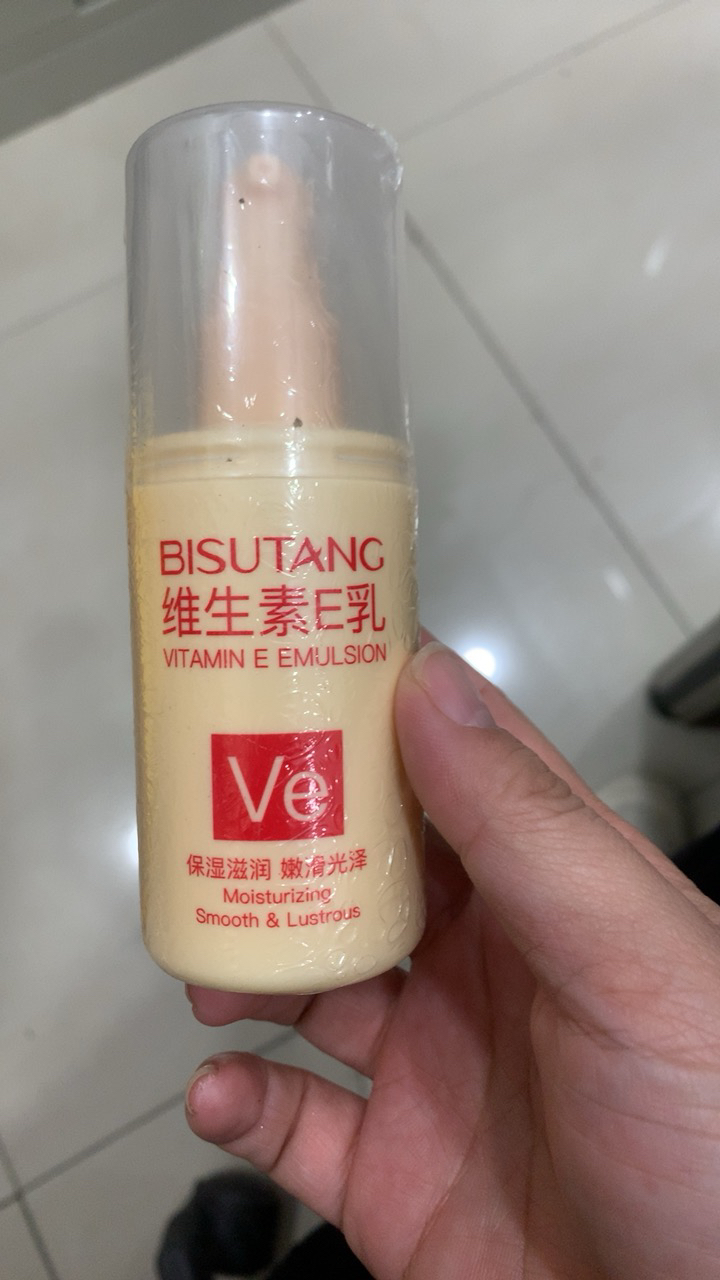 BISUTANG
维生素E乳
VITAMIN E EMULSION
Ve
保湿滋润 嫩滑光泽
Moisturizing
Smooth & Lustrous